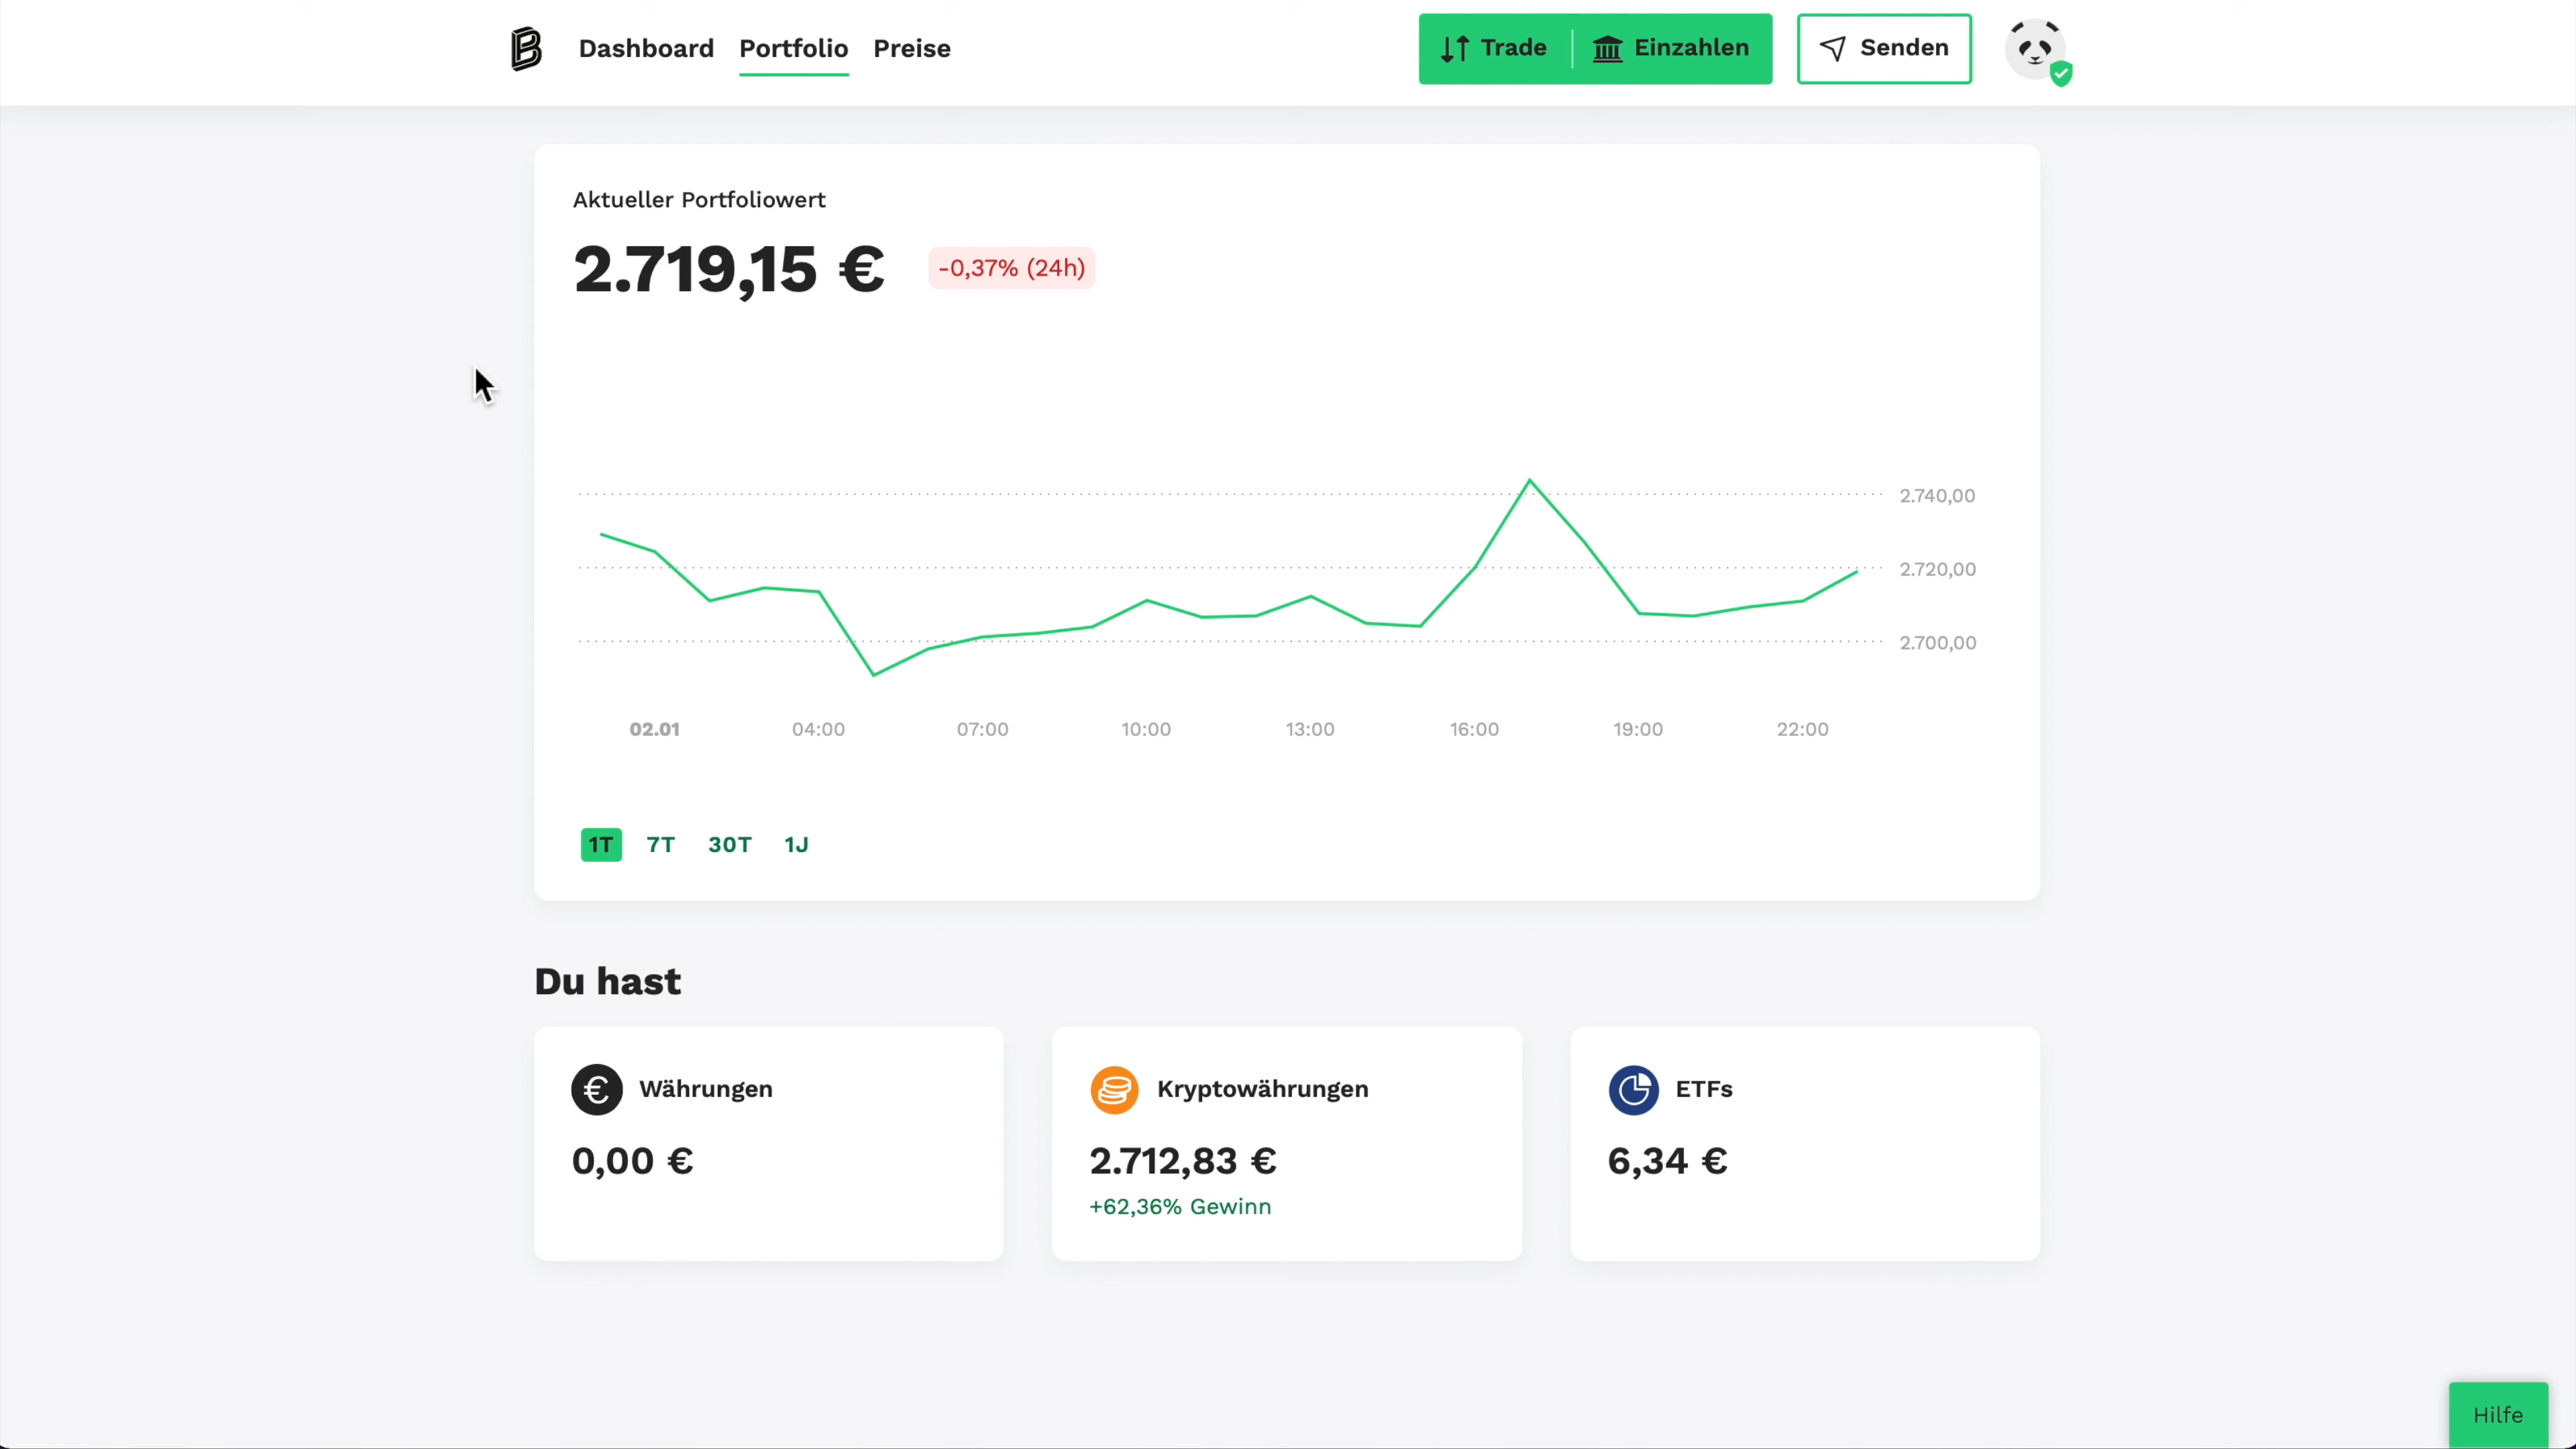 Dashboard Portfolio Preise Trade Einzahlen Senden
Aktueller Portfoliowert
2.719,15 € -0,37% (24h)
2.740,00
2.720,00
2.700,00
02.01 04:00 07:00 10:00 13:00 16:00 19:00 22:00
1T 7T 30T 1J
Du hast
Währungen
0,00 €
Kryptowährungen
2.712,83 €
+62,36% Gewinn
ETFs
6,34 €
Hilfe